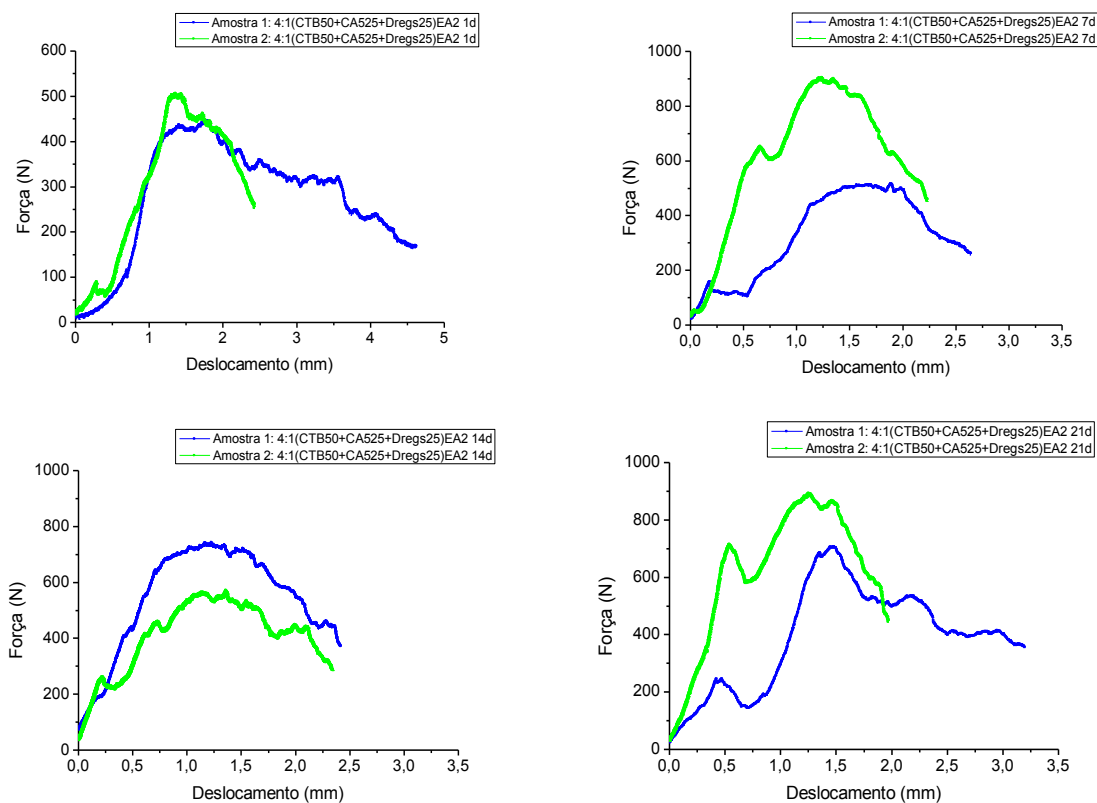 Amostra 1: 4:1(CTB50+CA525+Dregs25)EA2 1d
Amostra 2: 4:1(CTB50+CA525+Dregs25)EA2 1d
600
500
400
300
200
100
0
Força (N)
0 1 2 3 4 5
Deslocamento (mm)
Amostra 1: 4:1(CTB50+CA525+Dregs25)EA2 7d
Amostra 2: 4:1(CTB50+CA525+Dregs25)EA2 7d
1000
800
600
400
200
0
Força (N)
0,0 0,5 1,0 1,5 2,0 2,5 3,0 3,5
Deslocamento (mm)
Amostra 1: 4:1(CTB50+CA525+Dregs25)EA2 14d
Amostra 2: 4:1(CTB50+CA525+Dregs25)EA2 14d
1000
800
600
400
200
0
Força (N)
0,0 0,5 1,0 1,5 2,0 2,5 3,0 3,5
Deslocamento (mm)
Amostra 1: 4:1(CTB50+CA525+Dregs25)EA2 21d
Amostra 2: 4:1(CTB50+CA525+Dregs25)EA2 21d
1000
800
600
400
200
0
Força (N)
0,0 0,5 1,0 1,5 2,0 2,5 3,0 3,5
Deslocamento (mm)